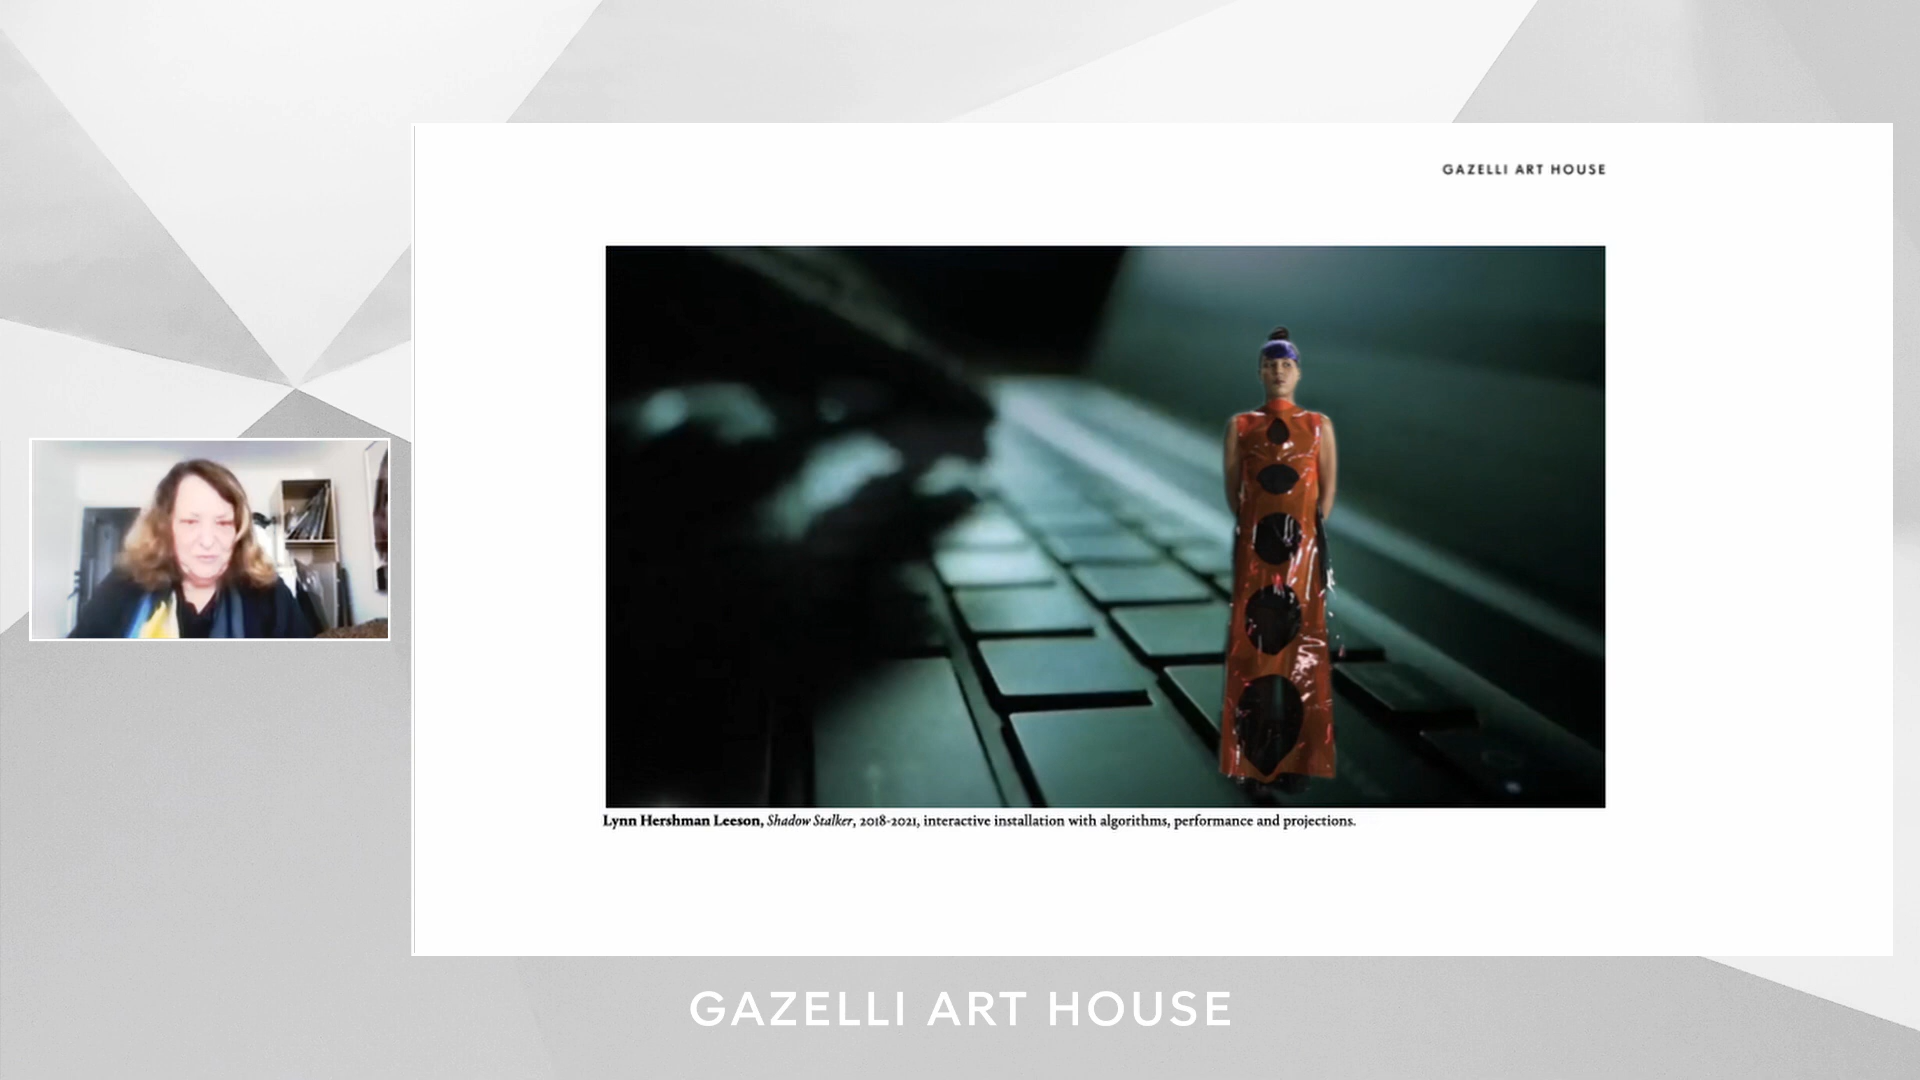 GAZELLI ART HOUSE
Lynn Hershman Leeson, Shadow Stalker, 2018-2021, interactive installation with algorithms, performance and projections.
GAZELLI ART HOUSE